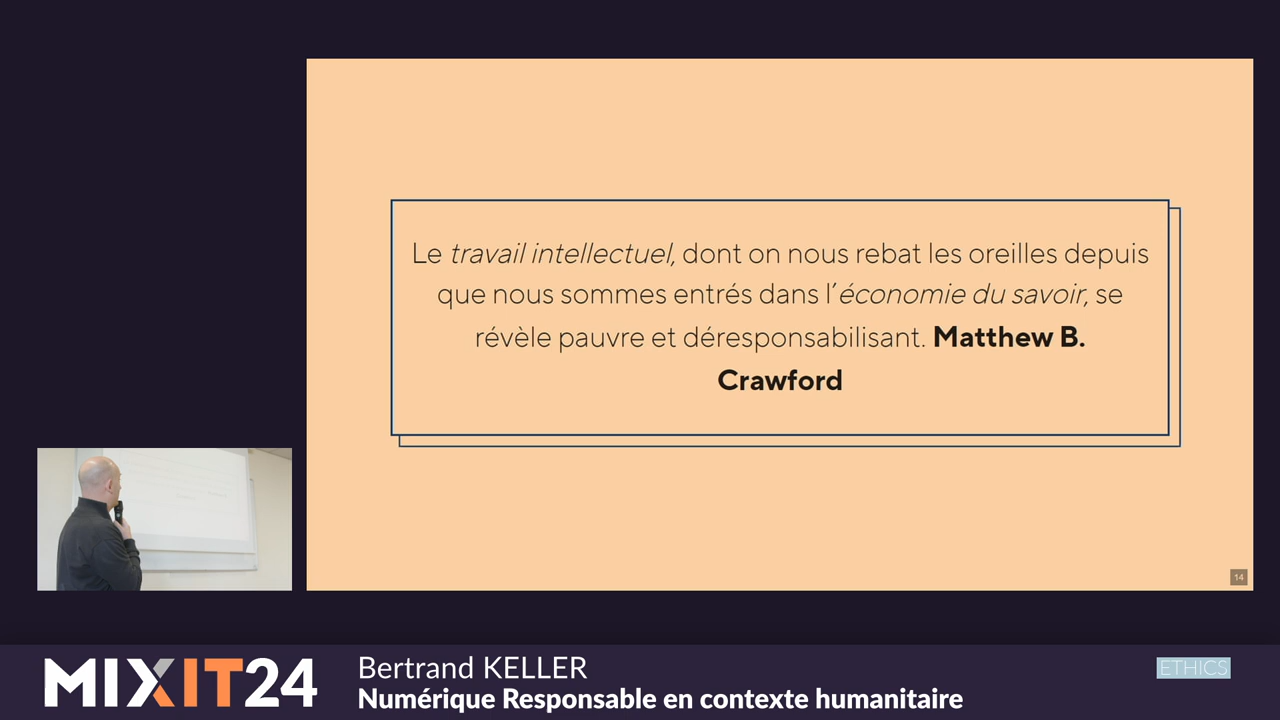 Le travail intellectuel, dont on nous rebat les oreilles depuis
que nous sommes entrés dans l'économie du savoir, se
révèle pauvre et déresponsabilisant. Matthew B.
Crawford
14
MIXIT24
Bertrand KELLER
Numérique Responsable en contexte humanitaire
ETHICS